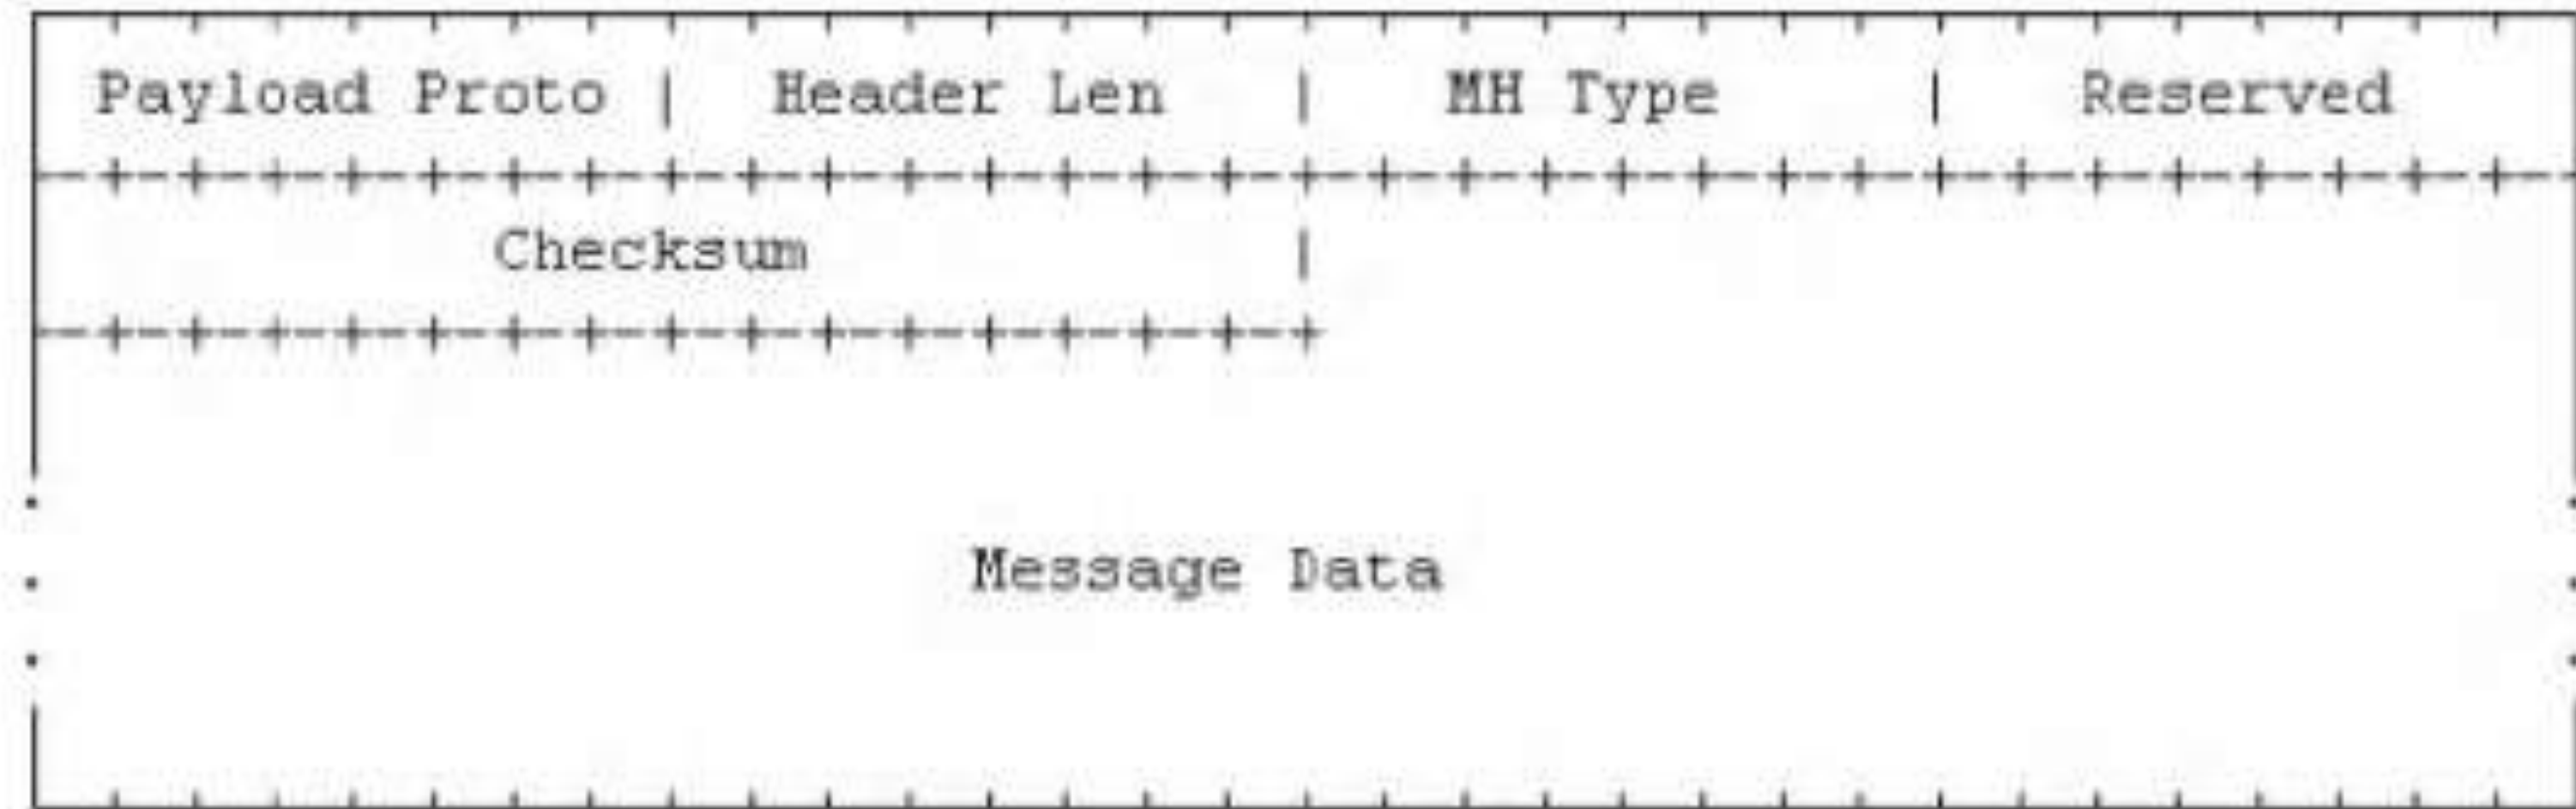 Payload Proto | Header Len | MH Type | Reserved
Checksum |
Message Data